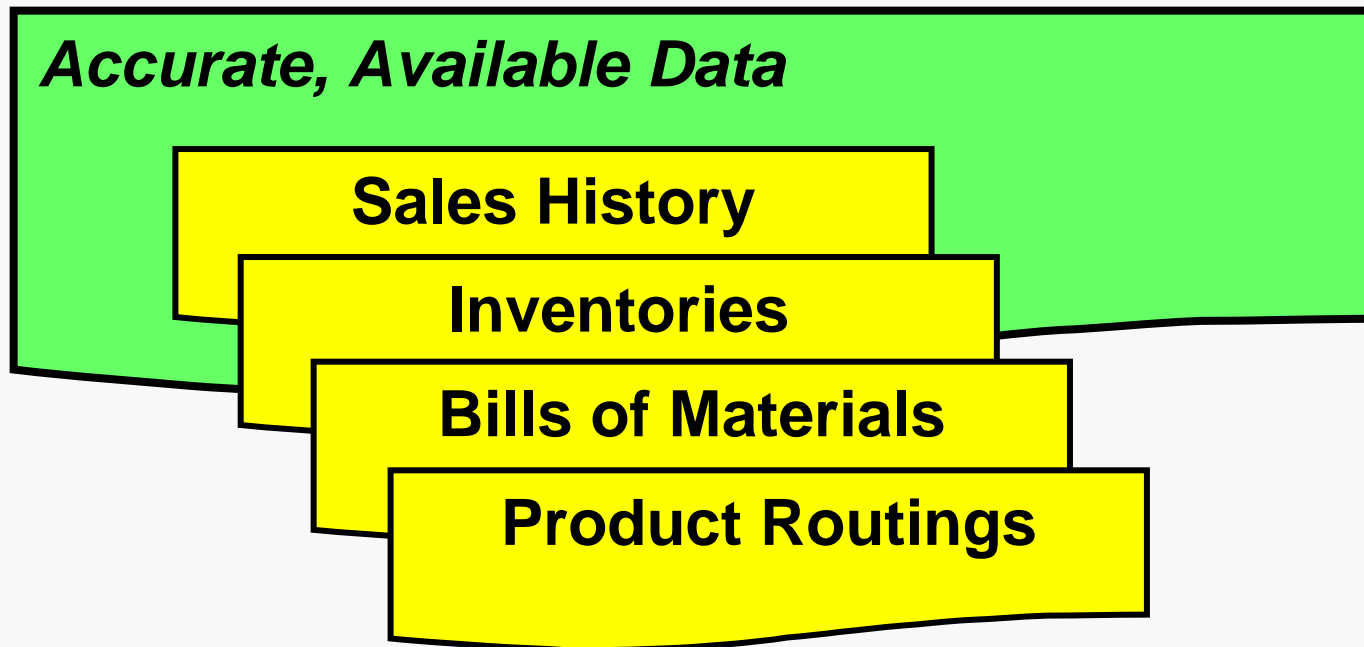 Accurate, Available Data
Sales History
Inventories
Bills of Materials
Product Routings